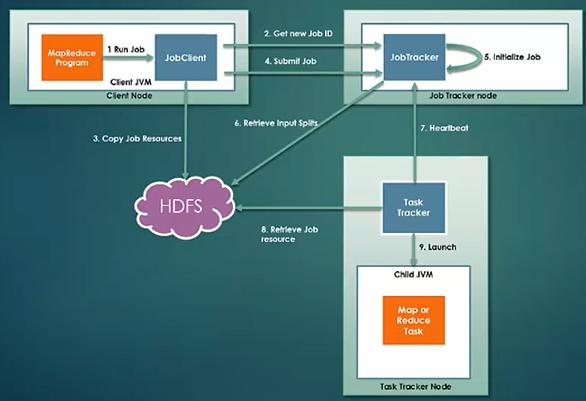 MapReduce
Program
1 Run Job
JobClient
Client JVM
Client Node
2. Get new Job ID
4. Submit Job
JobTracker
5. Initialize Job
Job Tracker node
3. Copy Job Resources
6. Retrieve Input Splits
7. Heartbeat
HDFS
8. Retrieve Job
resource
Task
Tracker
9. Launch
Child JVM
Map or
Reduce
Task
Task Tracker Node